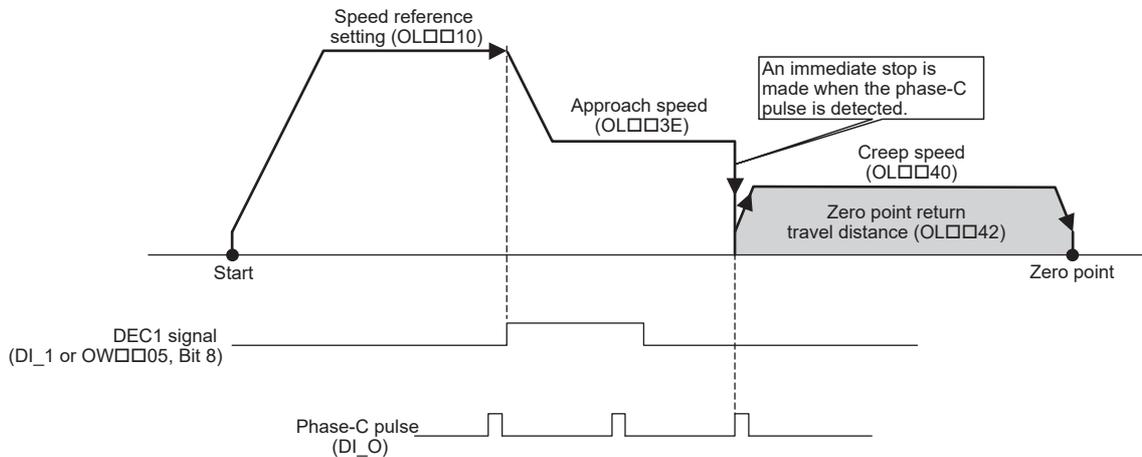 Speed reference
setting (OL□□10)
An immediate stop is
made when the phase-C
pulse is detected.
Approach speed
(OL□□3E)
Creep speed
(OL□□40)
Zero point return
travel distance (OL□□42)
Start
Zero point
DEC1 signal
(DI_1 or OW□□05, Bit 8)
Phase-C pulse
(DI_O)